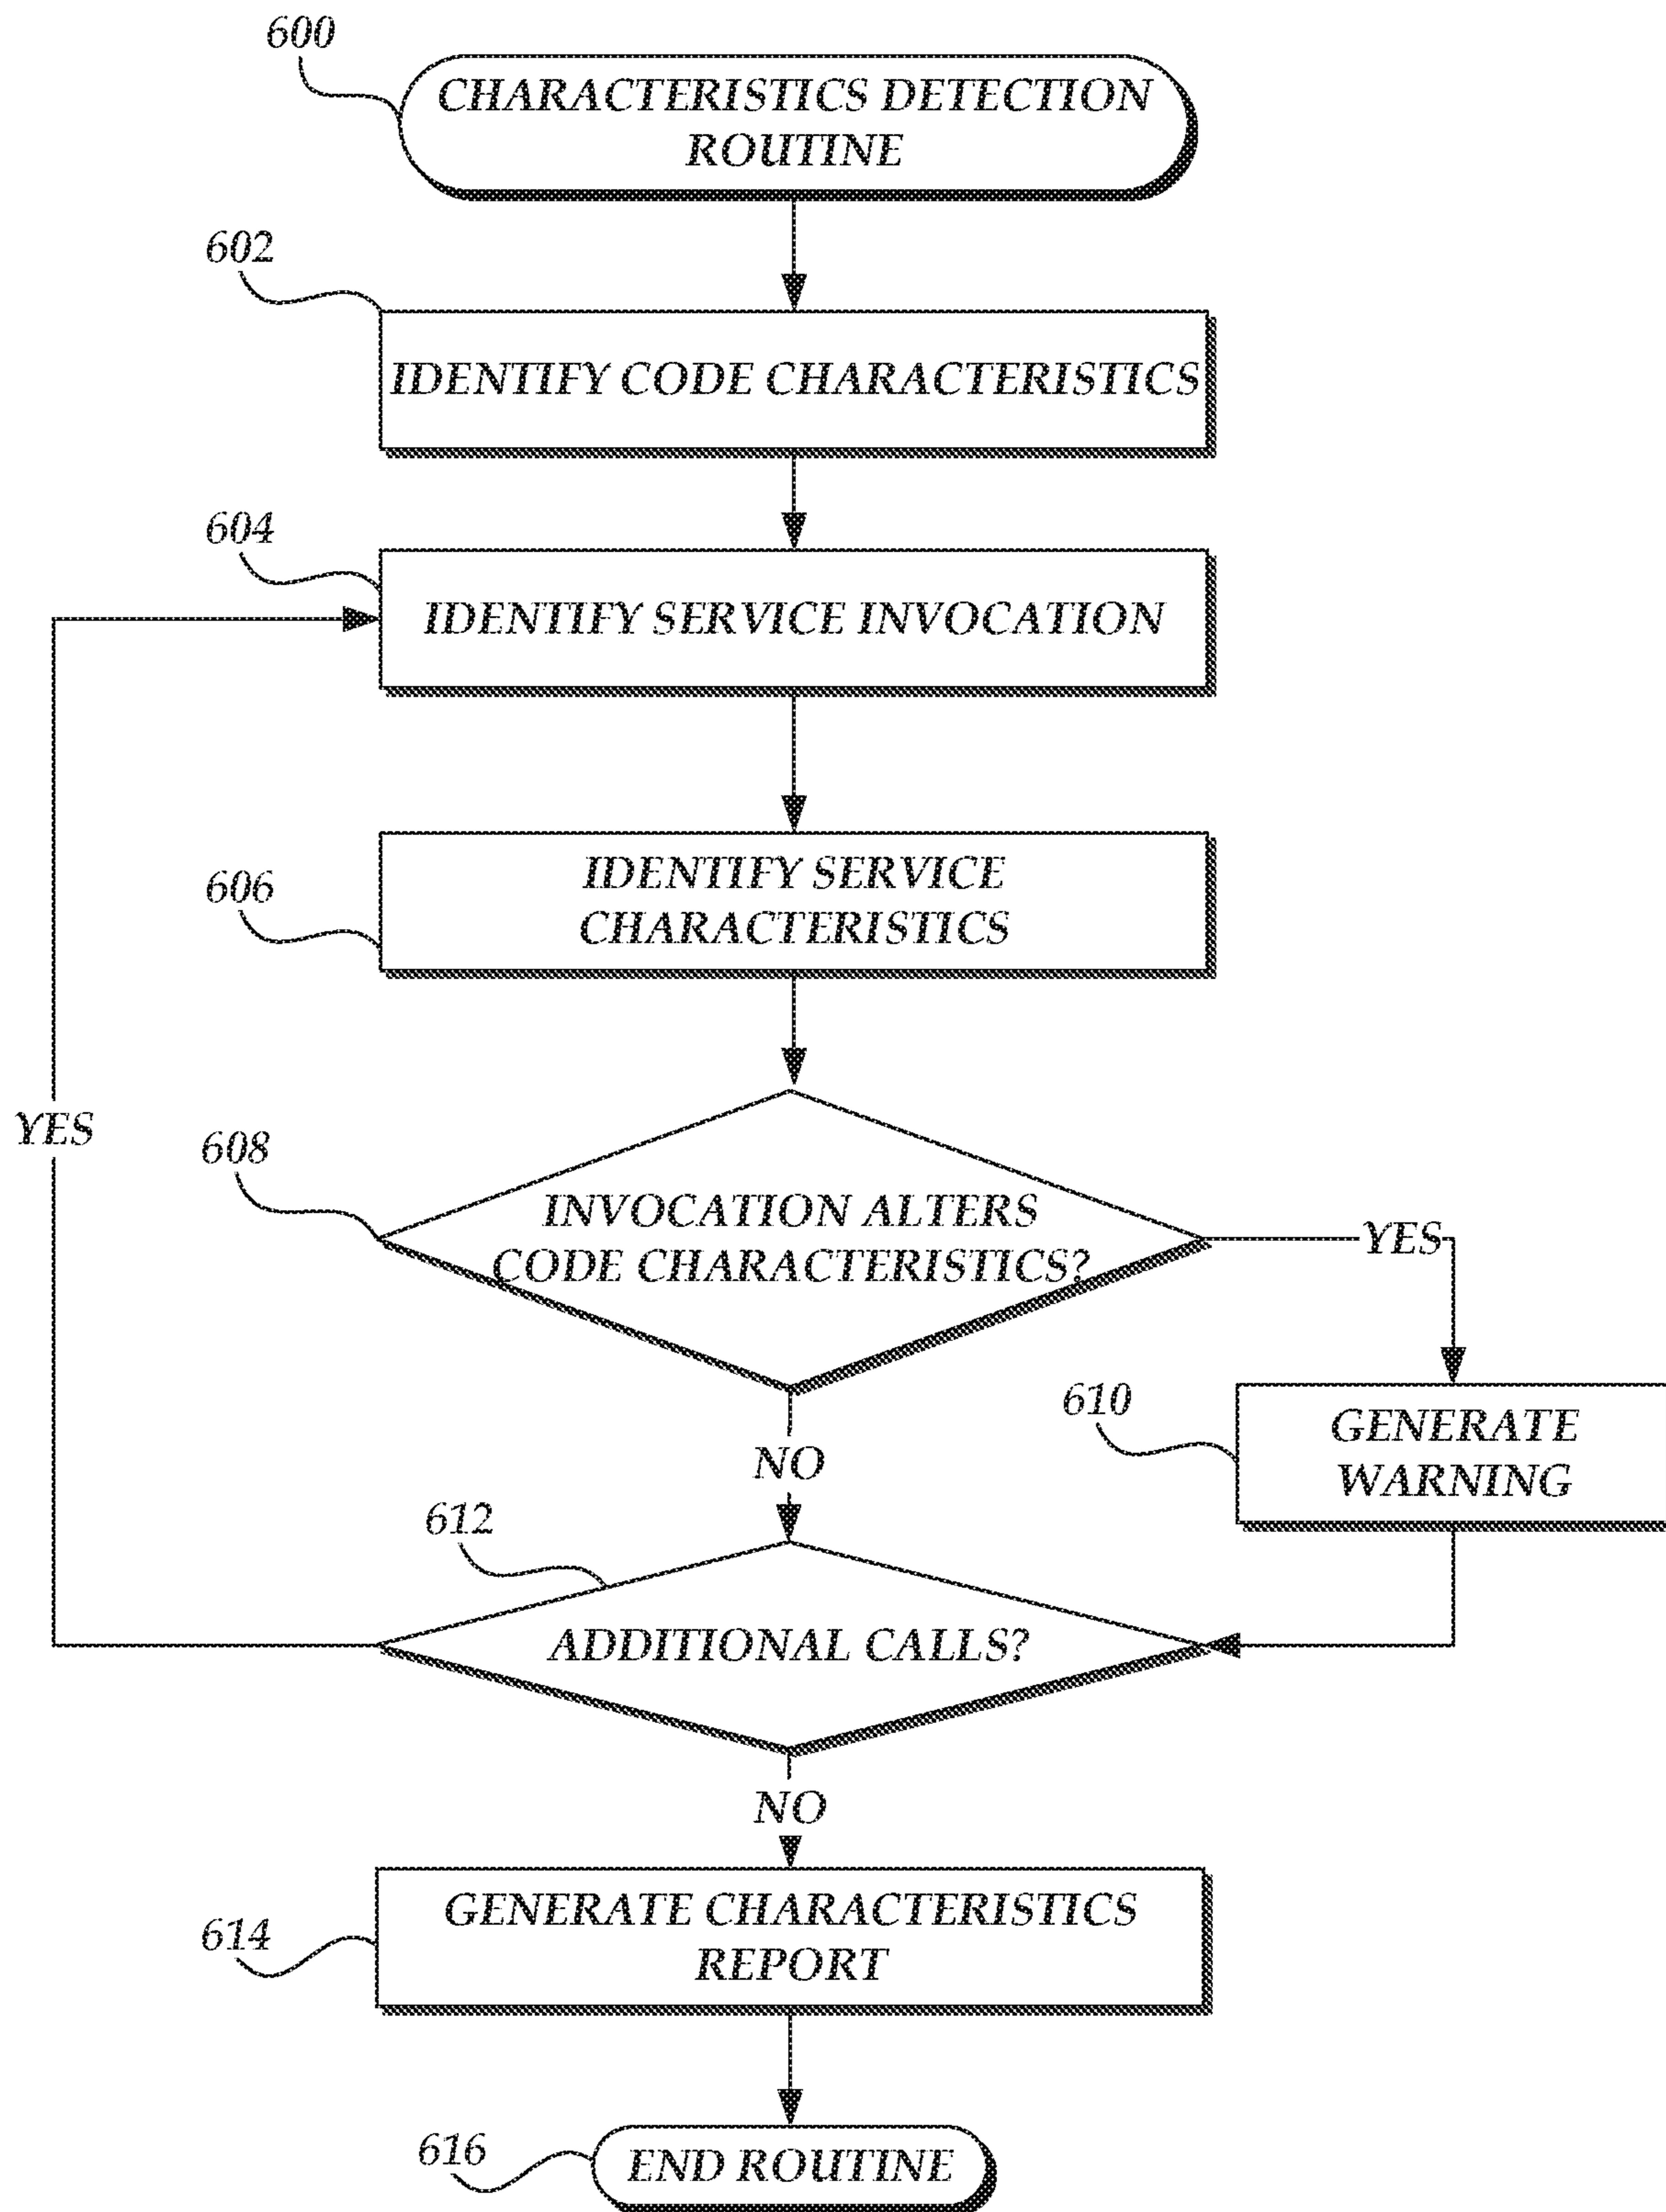 600
CHARACTERISTICS DETECTION
ROUTINE
602
IDENTIFY CODE CHARACTERISTICS
604
IDENTIFY SERVICE INVOCATION
606
IDENTIFY SERVICE
CHARACTERISTICS
YES
608
INVOCATION ALTERS
CODE CHARACTERISTICS?
YES
610
GENERATE
WARNING
NO
612
ADDITIONAL CALLS?
NO
614
GENERATE CHARACTERISTICS
REPORT
616
END ROUTINE